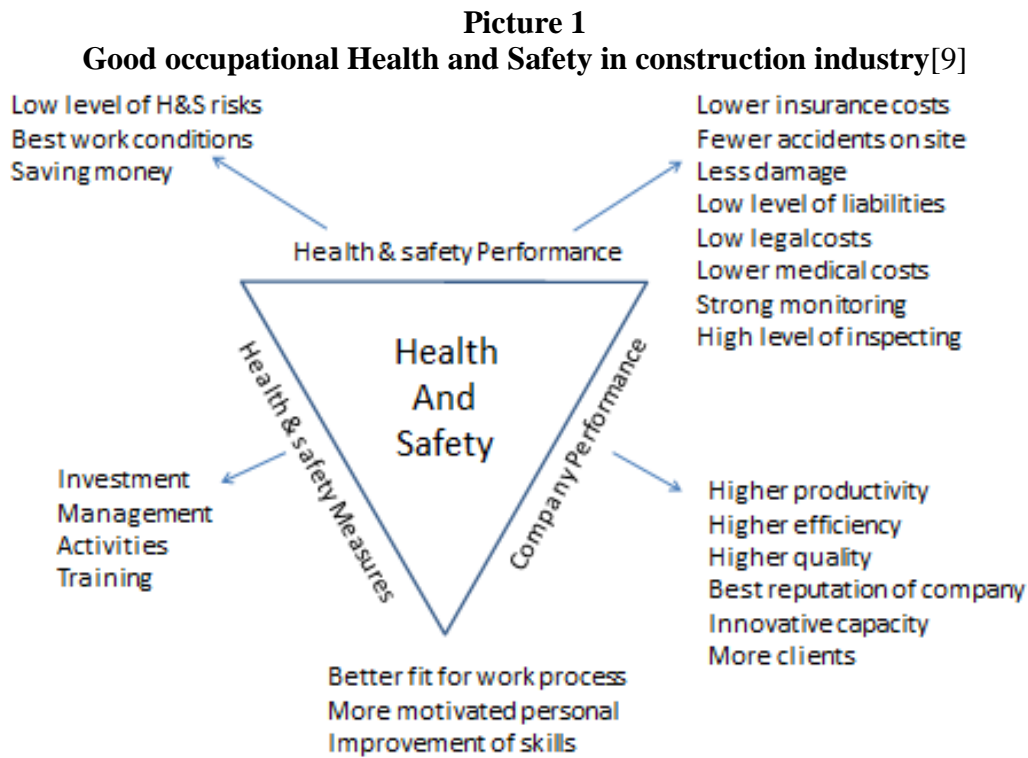 Picture 1
Good occupational Health and Safety in construction industry[9]
Low level of H&S risks
Best work conditions
Saving money
Lower insurance costs
Fewer accidents on site
Less damage
Low level of liabilities
Low legal costs
Lower medical costs
Strong monitoring
High level of inspecting
Health & safety Performance
Health
And
Safety
Health & safety Measures
Company Performance
Investment
Management
Activities
Training
Higher productivity
Higher efficiency
Higher quality
Best reputation of company
Innovative capacity
More clients
Better fit for work process
More motivated personal
Improvement of skills